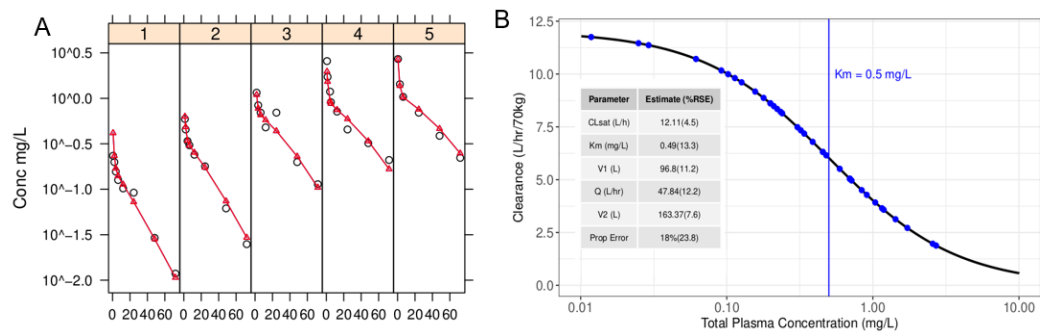 A
1 2 3 4 5
10^0.5
10^0.0
10^-0.5
10^-1.0
10^-1.5
10^-2.0
Conc mg/L
0 20 40 60 0 20 40 60 0 20 40 60 0 20 40 60 0 20 40 60
B
12.5
10.0
7.5
5.0
2.5
0.0
Clearance (L/hr/70kg)
Km = 0.5 mg/L
Parameter Estimate (%RSE)
CLsat (L/h) 12.11(4.5)
Km (mg/L) 0.49(13.3)
V1 (L) 96.8(11.2)
Q (L/hr) 47.84(12.2)
V2 (L) 163.37(7.6)
Prop Error 18%(23.8)
0.01 0.10 1.00 10.00
Total Plasma Concentration (mg/L)